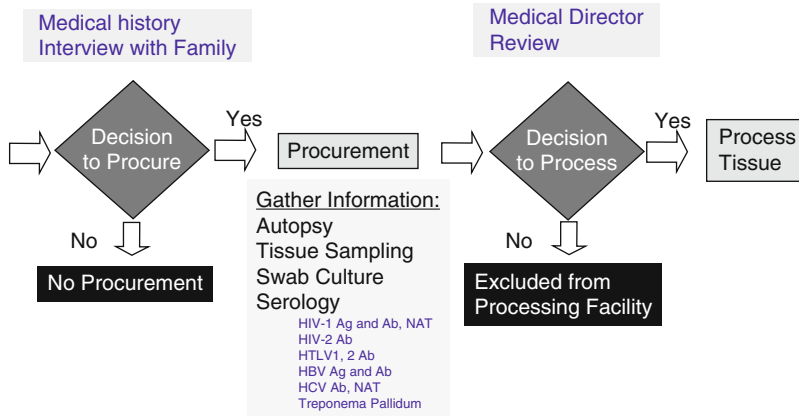 Medical history
Interview with Family
Medical Director
Review
Yes
Yes
Decision
to Procure
Procurement
Decision
to Process
Process
Tissue
No
No Procurement
Gather Information:
Autopsy
Tissue Sampling
Swab Culture
Serology
HIV-1 Ag and Ab, NAT
HIV-2 Ab
HTLV1, 2 Ab
HBV Ag and Ab
HCV Ab, NAT
Treponema Pallidum
No
Excluded from
Processing Facility